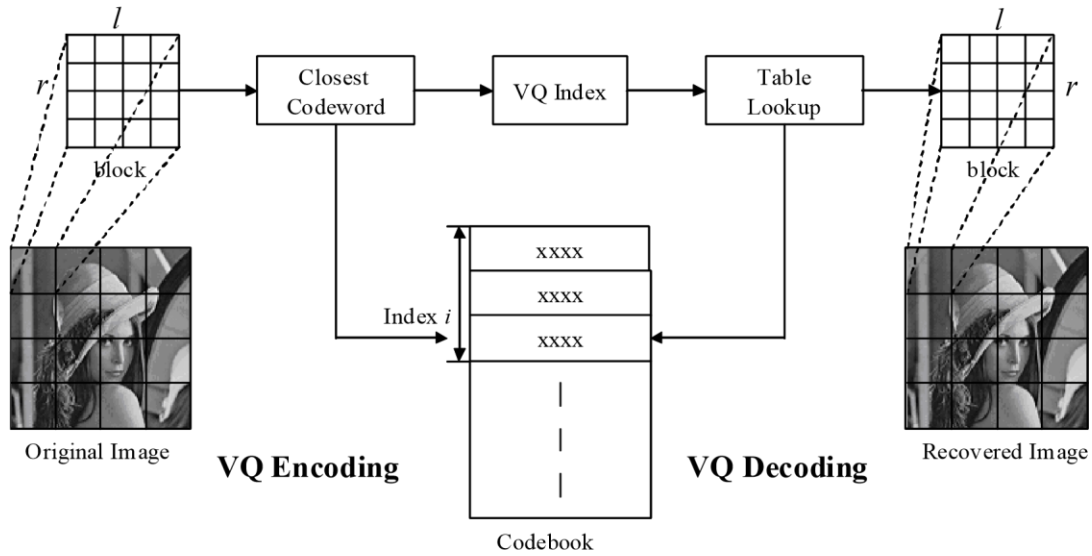 l
l
r
Closest
Codeword
VQ Index
Table
Lookup
r
block
block
xxxx
xxxx
Index i
xxxx
Original Image
VQ Encoding
VQ Decoding
Recovered Image
Codebook